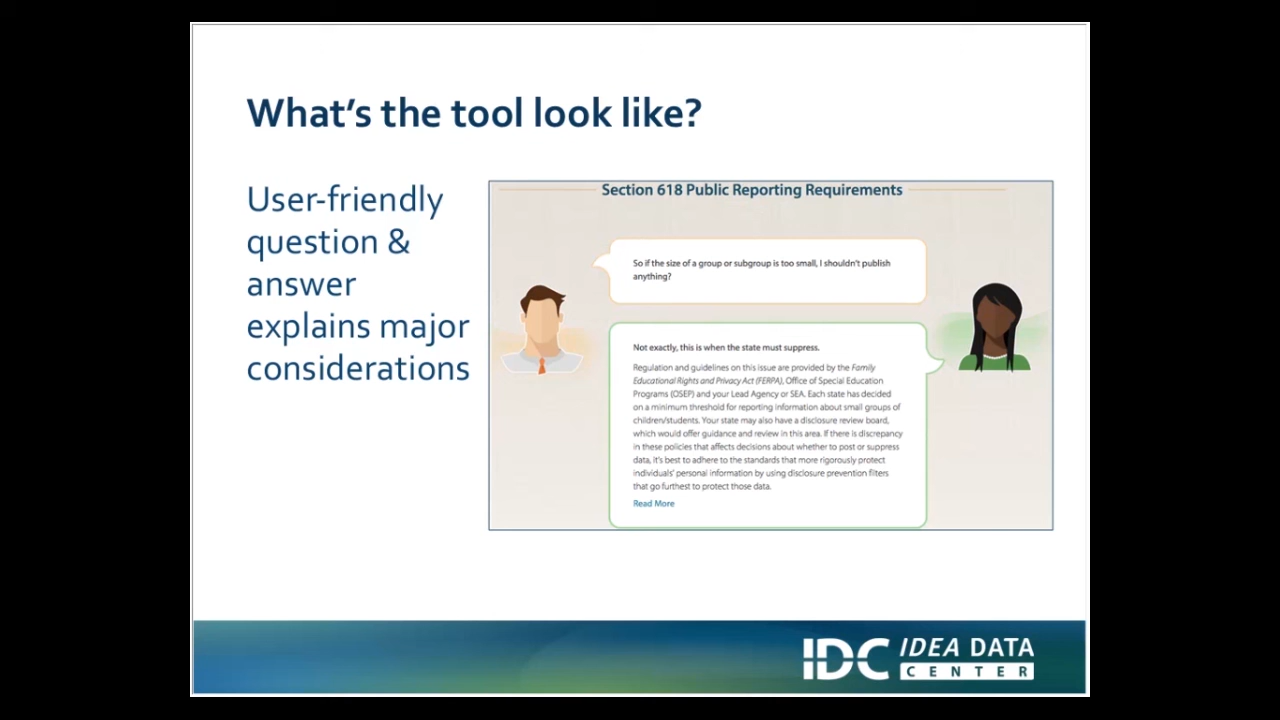 What's the tool look like?
User-friendly
question &
answer
explains major
considerations
Section 618 Public Reporting Requirements
So if the size of a group or subgroup is too small, I shouldn't publish
anything?
Not exactly, this is when the state must suppress.
Regulation and guidelines on this issue are provided by the Family
Educational Rights and Privacy Act (FERPA), Office of Special Education
Programs (OSEP) and your Lead Agency or SEA. Each state has decided
on a minimum threshold for reporting information about small groups of
children/students. Your state may also have a disclosure review board,
which would offer guidance and review in this area. If there is discrepancy
in these policies that affects decisions about whether to post or suppress
data, it's best to adhere to the standards that more rigorously protect
individuals' personal information by using disclosure prevention filters
that go furthest to protect those data.
Read More
IDC IDEA DATA
CENTER